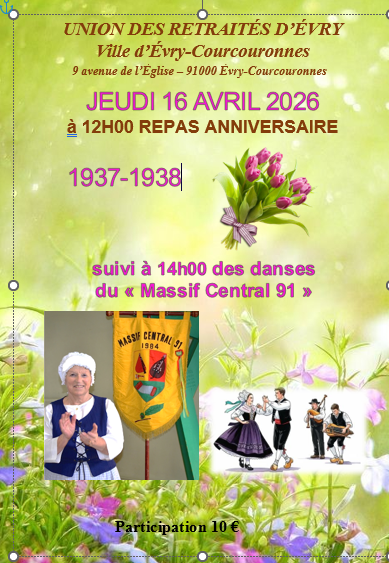 UNION DES RETRAITÉS D’ÉVRY
Ville d’Évry-Courcouronnes
9 avenue de l’Église – 91000 Évry-Courcouronnes
JEUDI 16 AVRIL 2026
à 12H00 REPAS ANNIVERSAIRE
1937-1938
suivi à 14h00 des danses
du « Massif Central 91 »
MASSIF CENTRAL 91
1984
Participation 10 €